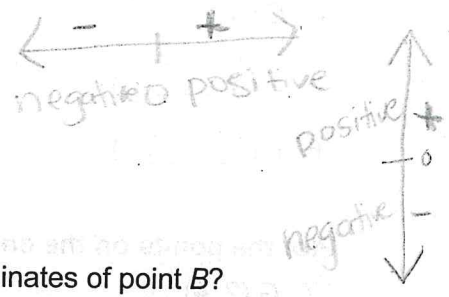 - +
negative 0 positive
positive +
0
negative -
inates of point B?